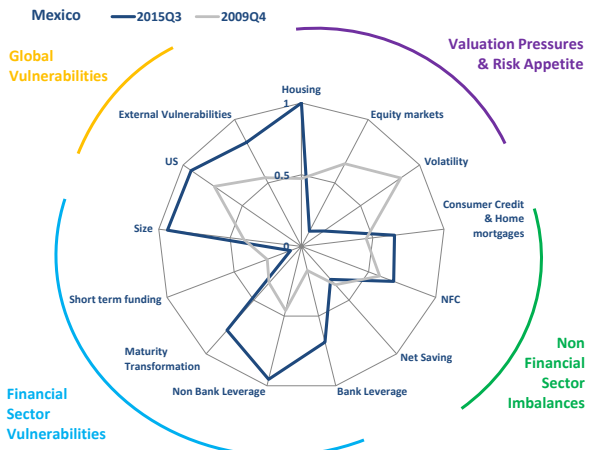 Mexico
2015Q3
2009Q4
Global
Vulnerabilities
Valuation Pressures
& Risk Appetite
Housing
External Vulnerabilities
Equity markets
1
US
Volatility
0.5
Consumer Credit
& Home
mortgages
Size
0
Short term funding
NFC
Maturity
Transformation
Net Saving
Non Bank Leverage
Bank Leverage
Non
Financial
Sector
Imbalances
Financial
Sector
Vulnerabilities